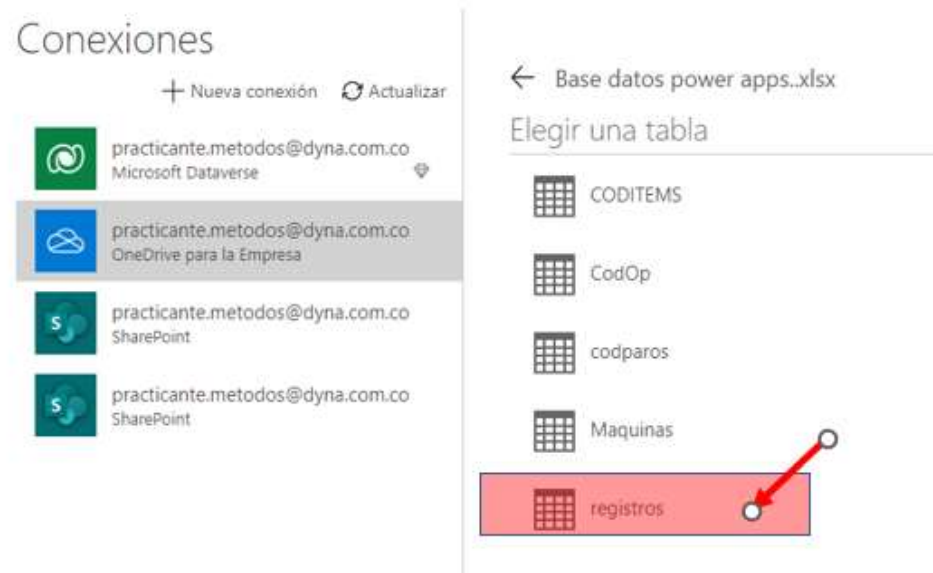 Conexiones
Nueva conexión Actualizar
practicante.metodos@dyna.com.co
Microsoft Dataverse
practicante.metodos@dyna.com.co
OneDrive para la Empresa
S
practicante.metodos@dyna.com.co
SharePoint
S
practicante.metodos@dyna.com.co
SharePoint
Base datos power apps..xlsx
Elegir una tabla
CODITEMS
CodOp
codparos
Maquinas
registros